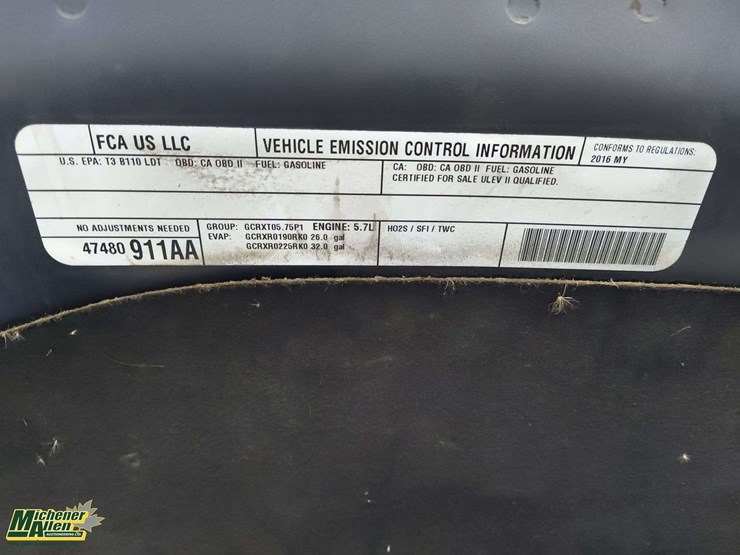 FCA US LLC
VEHICLE EMISSION CONTROL INFORMATION
CONFORMS TO REGULATIONS:
2016 MY
U.S. EPA: T3 B110 LDT OBD: CA OBD II FUEL: GASOLINE
CA: OBD: CA OBD II FUEL: GASOLINE
CERTIFIED FOR SALE ULEV II QUALIFIED.
NO ADJUSTMENTS NEEDED
47480 911AA
GROUP: GCRXT05.75P1 ENGINE: 5.7L
EVAP: GCRXR0190RK0 26.0 gal
GCRXR0225RK0 32.0 gal
HO2S / SFI / TWC
Michener
Allen
AUCTIONEERING LTD.